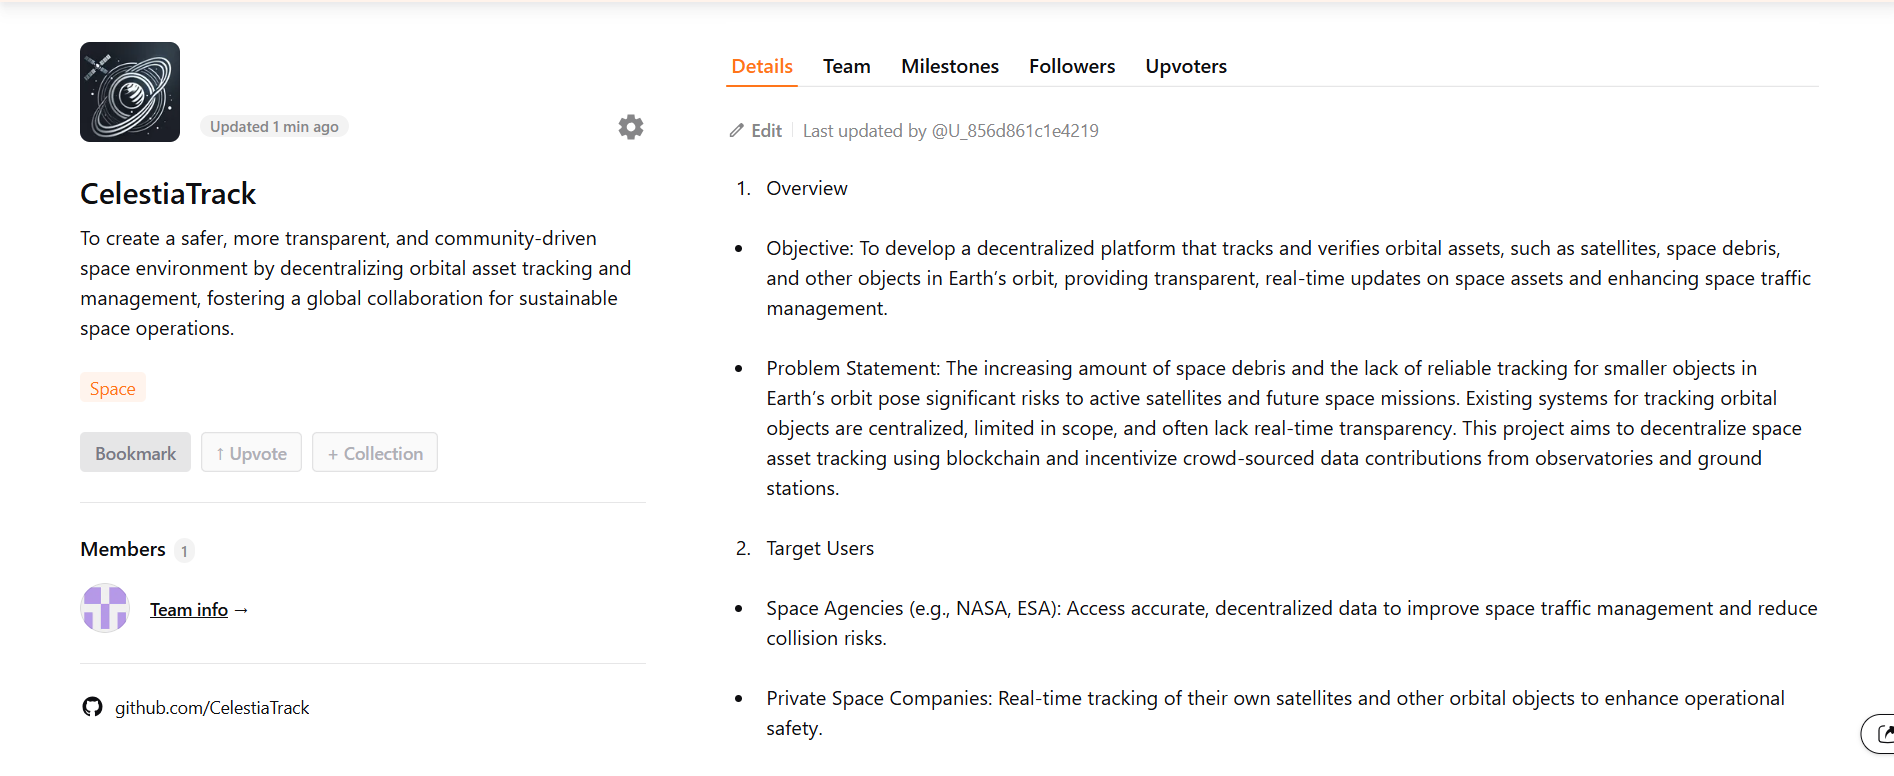 Updated 1 min ago
CelestiaTrack
To create a safer, more transparent, and community-driven
space environment by decentralizing orbital asset tracking and
management, fostering a global collaboration for sustainable
space operations.
Space
Bookmark
↑ Upvote
+ Collection
Members 1
Team info →
github.com/CelestiaTrack
Details Team Milestones Followers Upvoters
Edit | Last updated by @U_856d861c1e4219
1. Overview
• Objective: To develop a decentralized platform that tracks and verifies orbital assets, such as satellites, space debris,
and other objects in Earth’s orbit, providing transparent, real-time updates on space assets and enhancing space traffic
management.
• Problem Statement: The increasing amount of space debris and the lack of reliable tracking for smaller objects in
Earth’s orbit pose significant risks to active satellites and future space missions. Existing systems for tracking orbital
objects are centralized, limited in scope, and often lack real-time transparency. This project aims to decentralize space
asset tracking using blockchain and incentivize crowd-sourced data contributions from observatories and ground
stations.
2. Target Users
• Space Agencies (e.g., NASA, ESA): Access accurate, decentralized data to improve space traffic management and reduce
collision risks.
• Private Space Companies: Real-time tracking of their own satellites and other orbital objects to enhance operational
safety.